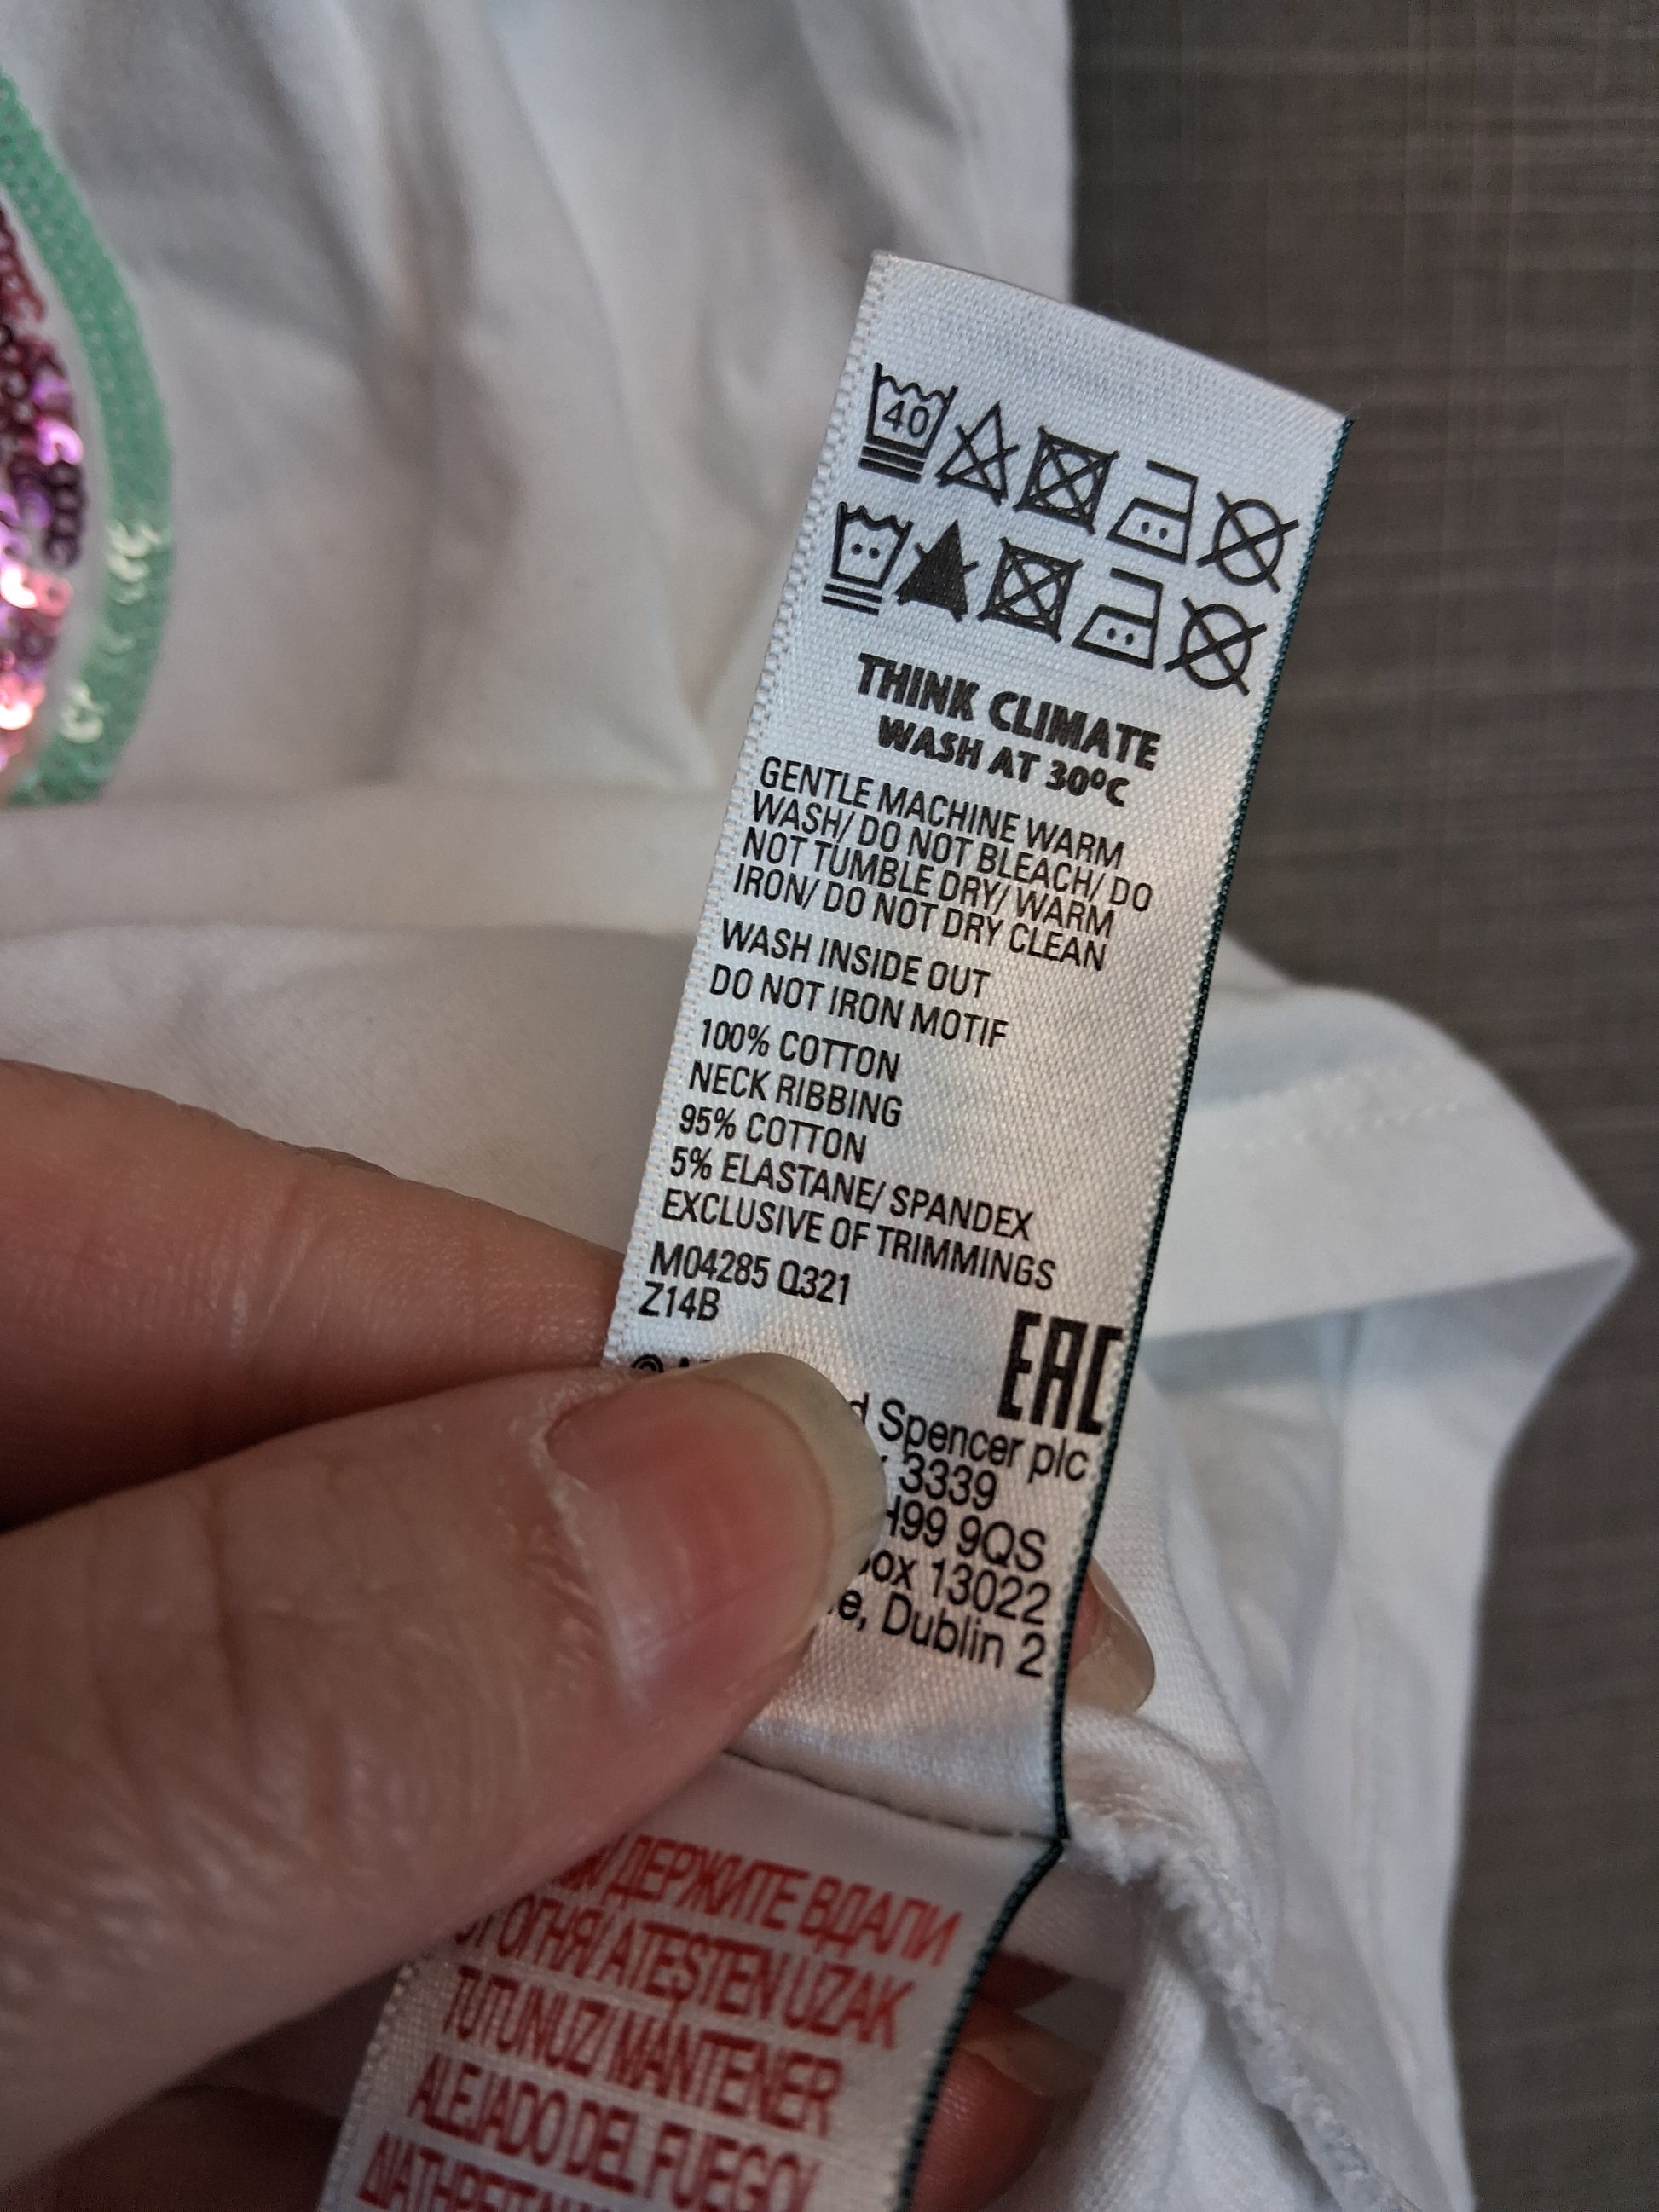 40
THINK CLIMATE
WASH AT 30ºC
GENTLE MACHINE WARM
WASH/ DO NOT BLEACH/ DO
NOT TUMBLE DRY/ WARM
IRON/ DO NOT DRY CLEAN
WASH INSIDE OUT
DO NOT IRON MOTIF
100% COTTON
NECK RIBBING
95% COTTON
5% ELASTANE/ SPANDEX
EXCLUSIVE OF TRIMMINGS
M04285 Q321
Z14B
EAC
Spencer plc
3339
9QS
13022
Dublin 2
ДЕРЖИТЕ ВДАЛИ
ОГНЯ/ ATEŞTEN UZAK
TUTUNUZ/ MANTENER
ALEJADO DEL FUEGO/